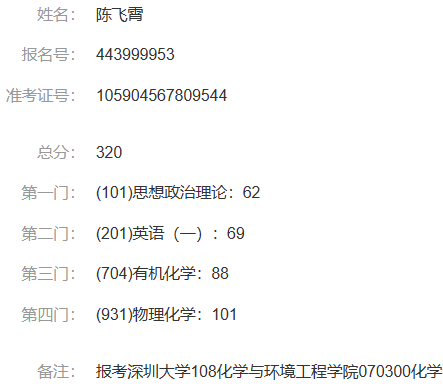 姓名： 陈飞霄
报名号： 443999953
准考证号： 105904567809544
总分： 320
第一门： (101)思想政治理论：62
第二门： (201)英语（一）：69
第三门： (704)有机化学：88
第四门： (931)物理化学：101
备注： 报考深圳大学108化学与环境工程学院070300化学